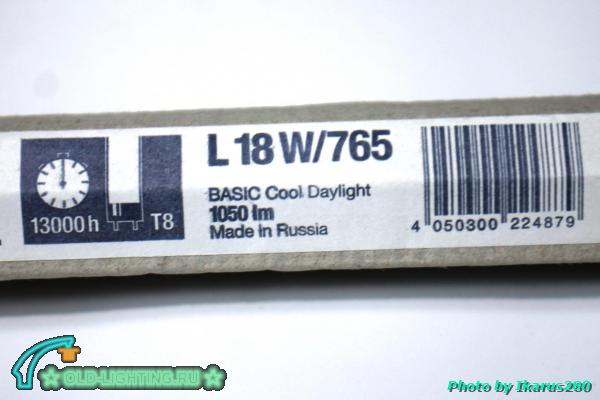 L 18 W/765
BASIC Cool Daylight
1050 lm
Made in Russia
13000 h
T8
4 050300 224879
OLD-LIGHTING.RU
Photo by Ikarus280